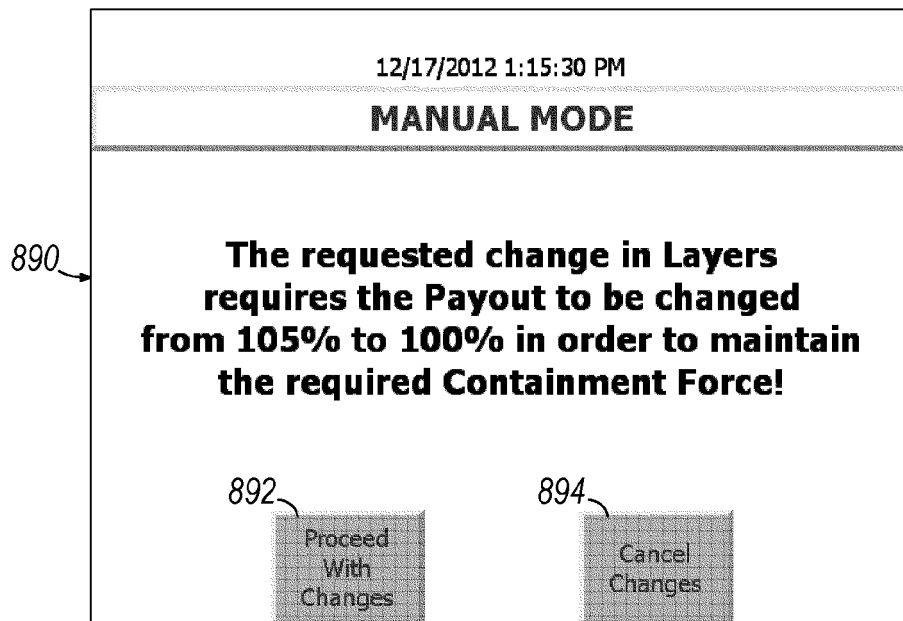 12/17/2012 1:15:30 PM
MANUAL MODE
890
The requested change in Layers
requires the Payout to be changed
from 105% to 100% in order to maintain
the required Containment Force!
892
894
Proceed
With
Changes
Cancel
Changes